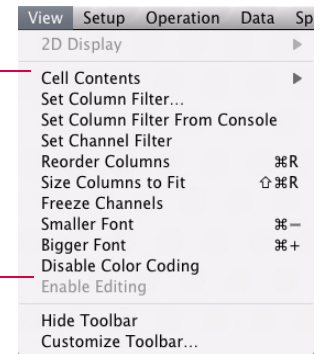 View Setup Operation Data Sp
2D Display ▶
Cell Contents ▶
Set Column Filter...
Set Column Filter From Console
Set Channel Filter
Reorder Columns ⌘R
Size Columns to Fit ⇧⌘R
Freeze Channels
Smaller Font ⌘–
Bigger Font ⌘+
Disable Color Coding
Enable Editing
Hide Toolbar
Customize Toolbar...